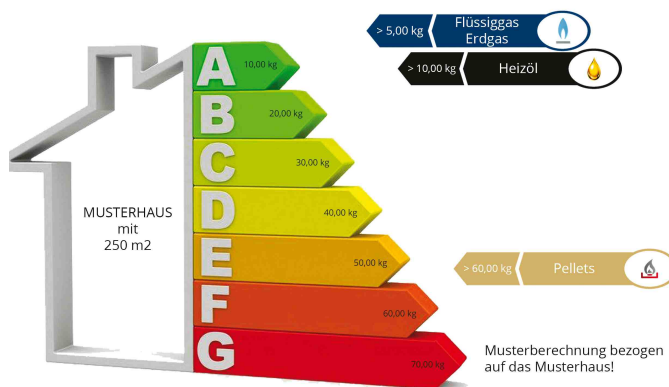 > 5,00 kg
Flüssiggas
Erdgas
> 10,00 kg
Heizöl
A
10,00 kg
B
20,00 kg
C
30,00 kg
D
40,00 kg
E
50,00 kg
F
60,00 kg
G
70,00 kg
MUSTERHAUS
mit
250 m2
> 60,00 kg
Pellets
Musterberechnung bezogen
auf das Musterhaus!